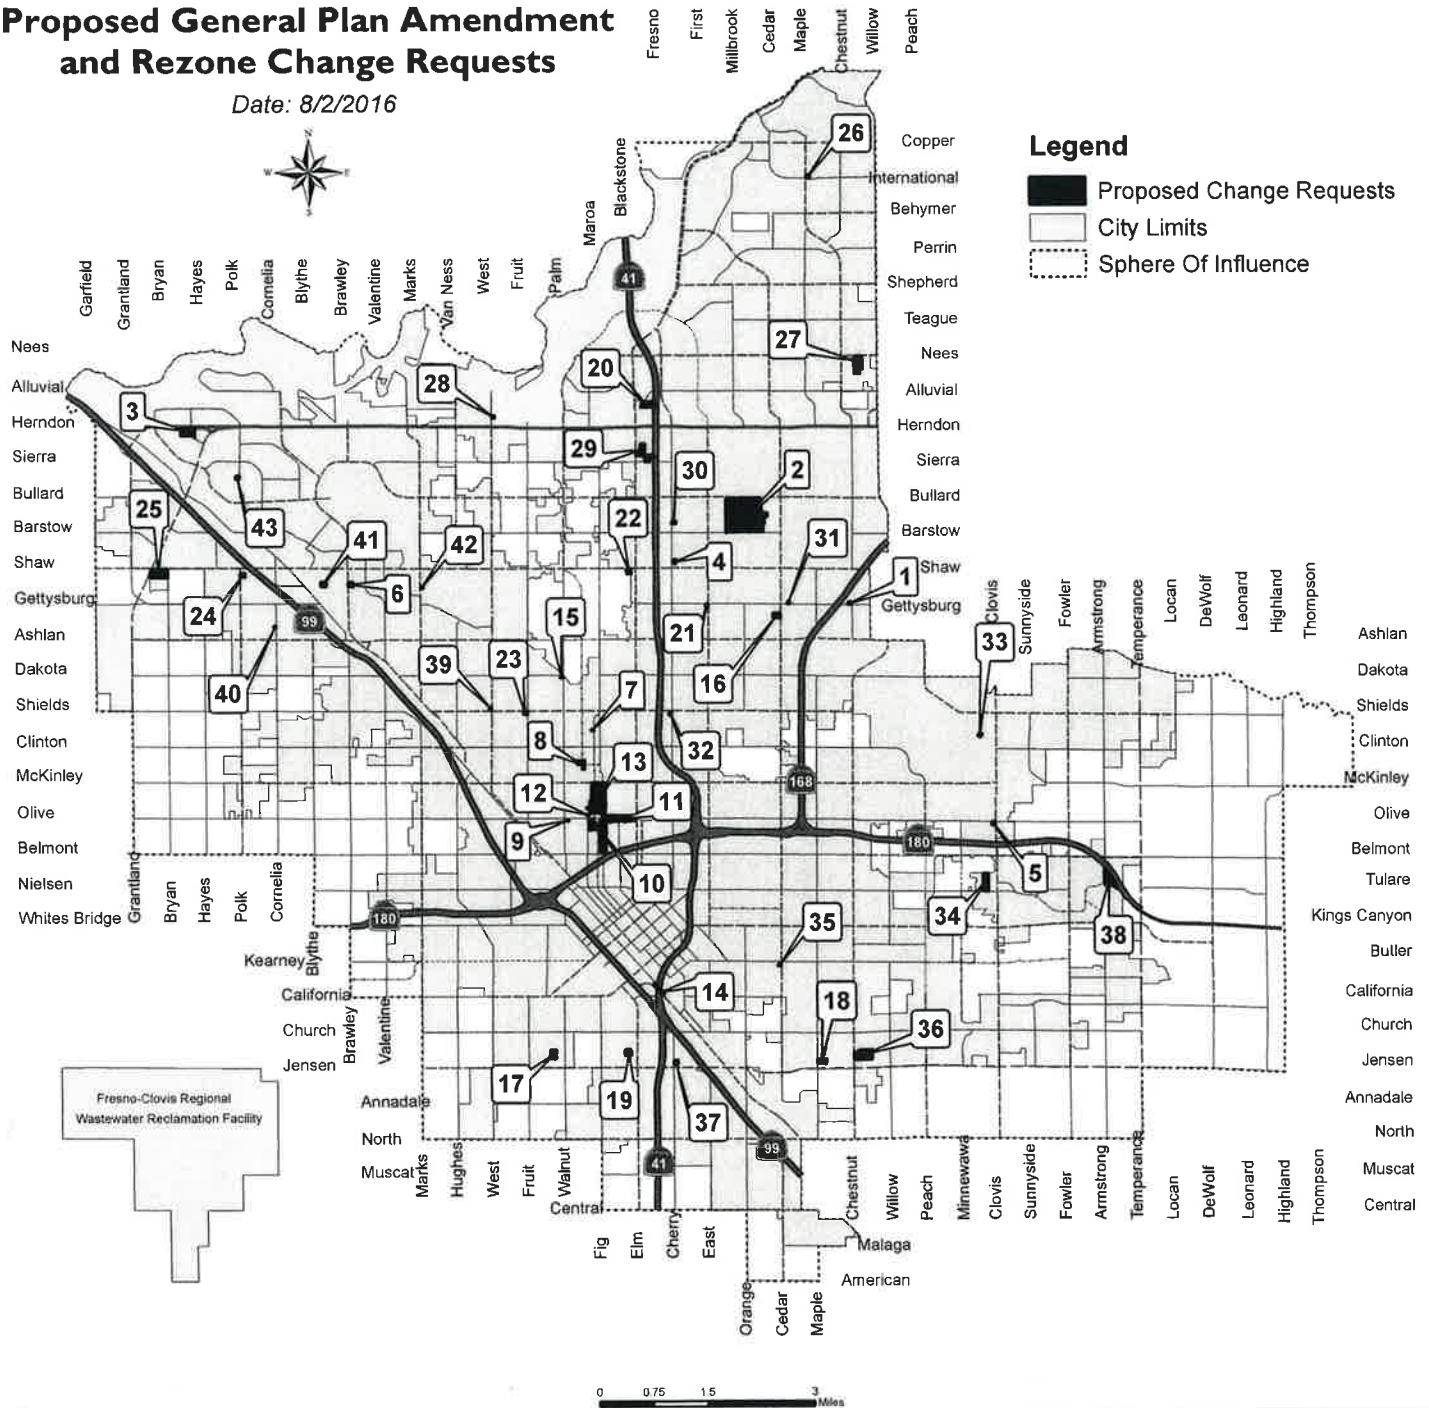 Proposed General Plan Amendment
and Rezone Change Requests
Date: 8/2/2016
N
W
E
S
Fresno
First
Millbrook
Cedar
Maple
Chestnut
Willow
Peach
Legend
Proposed Change Requests
City Limits
Sphere Of Influence
Copper
International
Behymer
Perrin
Shepherd
Teague
Nees
Alluvial
Herndon
Sierra
Bullard
Barstow
Shaw
Gettysburg
Garfield
Grantland
Bryan
Hayes
Polk
Cornelia
Blythe
Brawley
Valentine
Marks
Van Ness
West
Fruit
Palm
Maroa
Blackstone
Nees
Alluvial
Herndon
Sierra
Bullard
Barstow
Shaw
Gettysburg
Ashlan
Dakota
Shields
Clinton
McKinley
Olive
Belmont
Nielsen
Whites Bridge
Grantland
Bryan
Hayes
Polk
Cornelia
Blythe
Kearney
California
Church
Jensen
Brawley
Valentine
Annadale
North
Muscat
Central
Clovis
Sunnyside
Fowler
Armstrong
Temperance
Locan
DeWolf
Leonard
Highland
Thompson
Ashlan
Dakota
Shields
Clinton
McKinley
Olive
Belmont
Tulare
Kings Canyon
Butler
California
Church
Jensen
Annadale
North
Muscat
Central
Marks
Hughes
West
Fruit
Walnut
Fig
Elm
Cherry
East
Orange
Cedar
Maple
Malaga
American
Chestnut
Willow
Peach
Minnewawa
Clovis
Sunnyside
Fowler
Armstrong
Temperance
Locan
DeWolf
Leonard
Highland
Thompson
26
41
27
20
28
3
29
30
2
25
43
22
41
42
31
4
1
6
24
99
15
21
33
39
23
16
40
7
8
32
13
168
12
11
9
180
10
5
34
180
35
38
14
18
36
17
19
37
41
99
Fresno-Clovis Regional
Wastewater Reclamation Facility
0 0.75 1.5 3
Miles